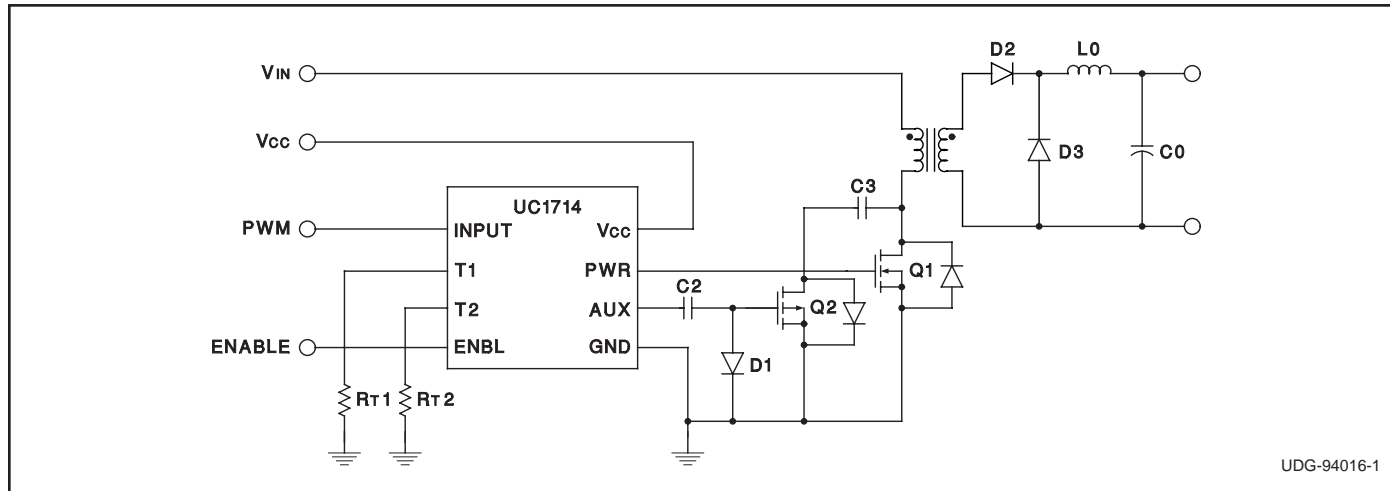 D2
L0
VIN
VCC
D3
C0
C3
UC1714
PWM
INPUT
VCC
T1
PWR
Q1
C2
T2
AUX
Q2
ENABLE
ENBL
GND
D1
RT1
RT2
UDG-94016-1